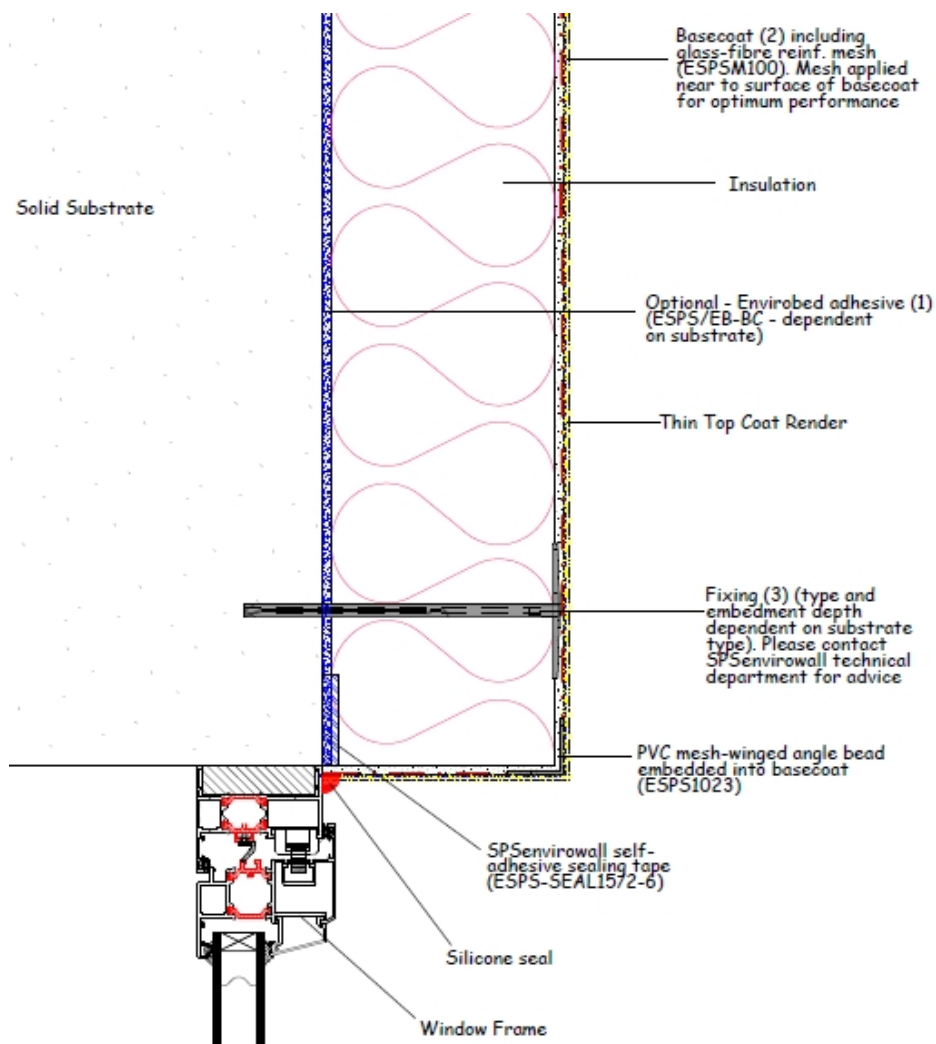 Basecoat (2) including
glass-fibre reinf. mesh
(ESPSM100). Mesh applied
near to surface of basecoat
for optimum performance
Insulation
Solid Substrate
Optional - Envirobed adhesive (1)
(ESPS/EB-BC - dependent
on substrate)
Thin Top Coat Render
Fixing (3) (type and
embedment depth
dependent on substrate
type). Please contact
SPSenvirowall technical
department for advice
PVC mesh-winged angle bead
embedded into basecoat
(ESPS1023)
SPSenvirowall self-
adhesive sealing tape
(ESPS-SEAL1572-6)
Silicone seal
Window Frame